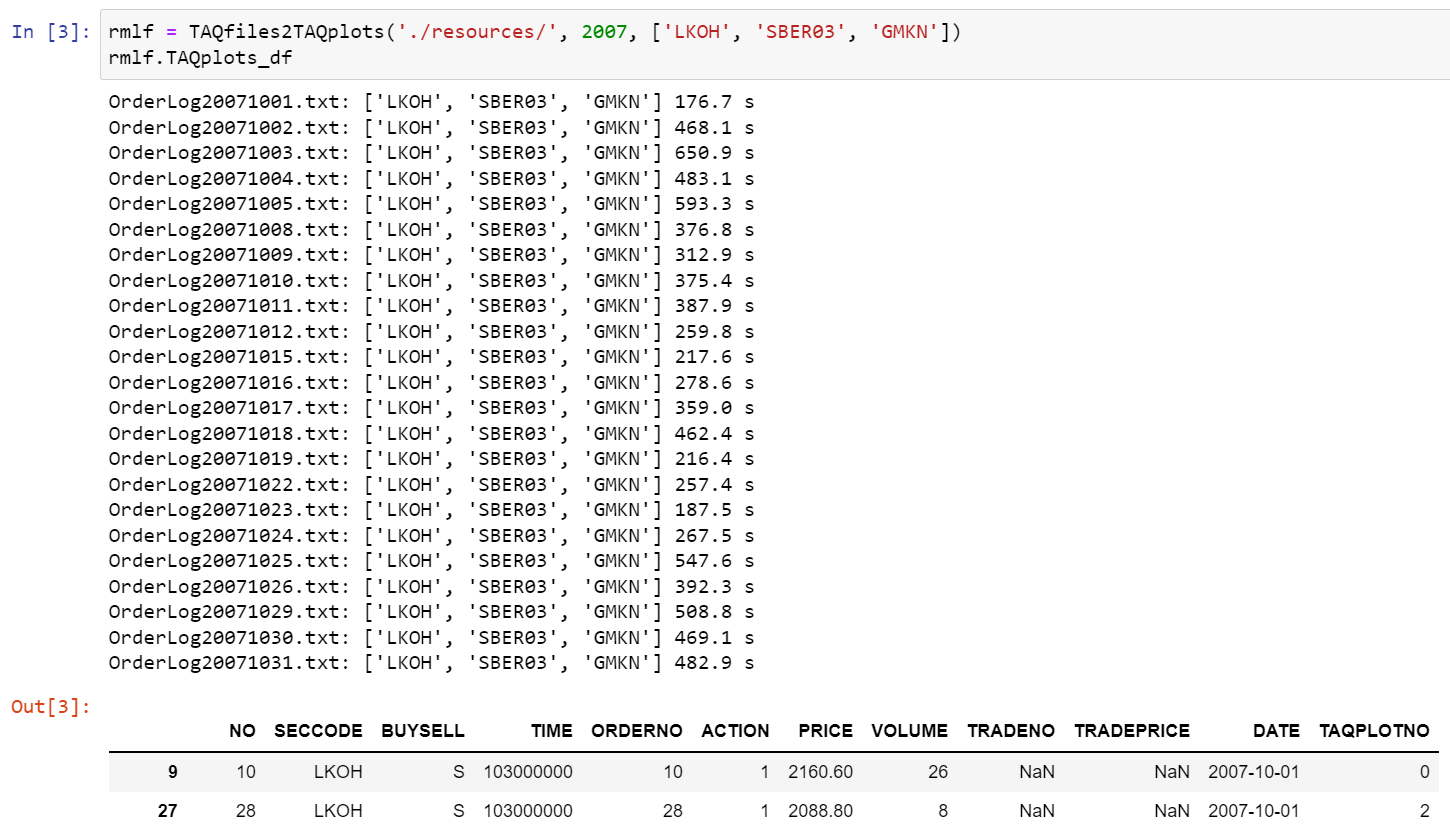 In [3]: rmlf = TAQfiles2TAQplots('./resources/', 2007, ['LKOH', 'SBER03', 'GMKN'])
rmlf.TAQplots_df
OrderLog20071001.txt: ['LKOH', 'SBER03', 'GMKN'] 176.7 s
OrderLog20071002.txt: ['LKOH', 'SBER03', 'GMKN'] 468.1 s
OrderLog20071003.txt: ['LKOH', 'SBER03', 'GMKN'] 650.9 s
OrderLog20071004.txt: ['LKOH', 'SBER03', 'GMKN'] 483.1 s
OrderLog20071005.txt: ['LKOH', 'SBER03', 'GMKN'] 593.3 s
OrderLog20071008.txt: ['LKOH', 'SBER03', 'GMKN'] 376.8 s
OrderLog20071009.txt: ['LKOH', 'SBER03', 'GMKN'] 312.9 s
OrderLog20071010.txt: ['LKOH', 'SBER03', 'GMKN'] 375.4 s
OrderLog20071011.txt: ['LKOH', 'SBER03', 'GMKN'] 387.9 s
OrderLog20071012.txt: ['LKOH', 'SBER03', 'GMKN'] 259.8 s
OrderLog20071015.txt: ['LKOH', 'SBER03', 'GMKN'] 217.6 s
OrderLog20071016.txt: ['LKOH', 'SBER03', 'GMKN'] 278.6 s
OrderLog20071017.txt: ['LKOH', 'SBER03', 'GMKN'] 359.0 s
OrderLog20071018.txt: ['LKOH', 'SBER03', 'GMKN'] 462.4 s
OrderLog20071019.txt: ['LKOH', 'SBER03', 'GMKN'] 216.4 s
OrderLog20071022.txt: ['LKOH', 'SBER03', 'GMKN'] 257.4 s
OrderLog20071023.txt: ['LKOH', 'SBER03', 'GMKN'] 187.5 s
OrderLog20071024.txt: ['LKOH', 'SBER03', 'GMKN'] 267.5 s
OrderLog20071025.txt: ['LKOH', 'SBER03', 'GMKN'] 547.6 s
OrderLog20071026.txt: ['LKOH', 'SBER03', 'GMKN'] 392.3 s
OrderLog20071029.txt: ['LKOH', 'SBER03', 'GMKN'] 508.8 s
OrderLog20071030.txt: ['LKOH', 'SBER03', 'GMKN'] 469.1 s
OrderLog20071031.txt: ['LKOH', 'SBER03', 'GMKN'] 482.9 s
Out[3]:
NO SECCODE BUYSELL TIME ORDERNO ACTION PRICE VOLUME TRADENO TRADEPRICE DATE TAQPLOTNO
9 10 LKOH S 103000000 10 1 2160.60 26 NaN NaN 2007-10-01 0
27 28 LKOH S 103000000 28 1 2088.80 8 NaN NaN 2007-10-01 2